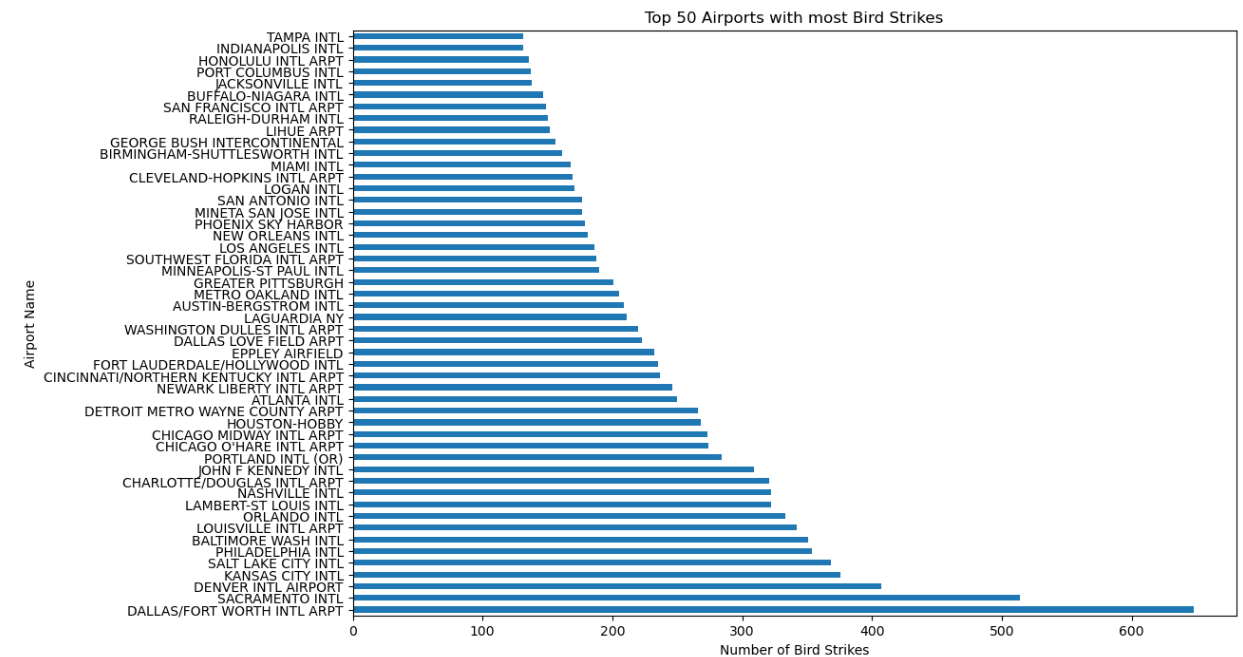 Top 50 Airports with most Bird Strikes
TAMPA INTL
INDIANAPOLIS INTL
HONOLULU INTL ARPT
PORT COLUMBUS INTL
JACKSONVILLE INTL
BUFFALO-NIAGARA INTL
SAN FRANCISCO INTL ARPT
RALEIGH-DURHAM INTL
LIHUE ARPT
GEORGE BUSH INTERCONTINENTAL
BIRMINGHAM-SHUTTLESWORTH INTL
MIAMI INTL
CLEVELAND-HOPKINS INTL ARPT
LOGAN INTL
SAN ANTONIO INTL
MINETA SAN JOSE INTL
PHOENIX SKY HARBOR
NEW ORLEANS INTL
LOS ANGELES INTL
SOUTHWEST FLORIDA INTL ARPT
MINNEAPOLIS-ST PAUL INTL
GREATER PITTSBURGH
METRO OAKLAND INTL
AUSTIN-BERGSTROM INTL
LAGUARDIA NY
WASHINGTON DULLES INTL ARPT
DALLAS LOVE FIELD ARPT
EPPLEY AIRFIELD
FORT LAUDERDALE/HOLLYWOOD INTL
CINCINNATI/NORTHERN KENTUCKY INTL ARPT
NEWARK LIBERTY INTL ARPT
ATLANTA INTL
DETROIT METRO WAYNE COUNTY ARPT
HOUSTON-HOBBY
CHICAGO MIDWAY INTL ARPT
CHICAGO O'HARE INTL ARPT
PORTLAND INTL (OR)
JOHN F KENNEDY INTL
CHARLOTTE/DOUGLAS INTL ARPT
NASHVILLE INTL
LAMBERT-ST LOUIS INTL
ORLANDO INTL
LOUISVILLE INTL ARPT
BALTIMORE WASH INTL
PHILADELPHIA INTL
SALT LAKE CITY INTL
KANSAS CITY INTL
DENVER INTL AIRPORT
SACRAMENTO INTL
DALLAS/FORT WORTH INTL ARPT
Airport Name
0 100 200 300 400 500 600
Number of Bird Strikes